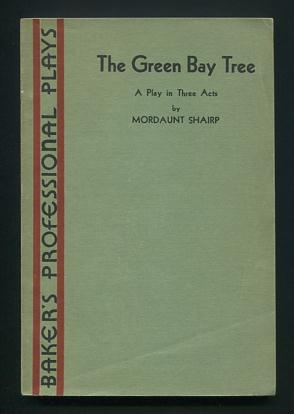 BAKER'S PROFESSIONAL PLAYS
The Green Bay Tree
A Play in Three Acts
by
MORDAUNT SHAIRP